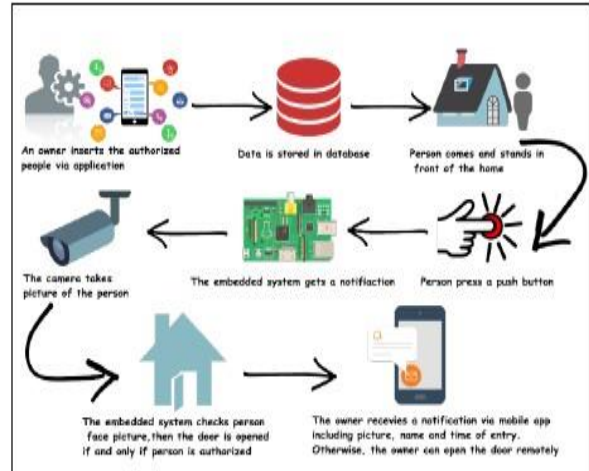 An owner inserts the authorized
people via application
Data is stored in database
Person comes and stands in
front of the home
The camera takes
picture of the person
The embedded system gets a notifiaction
Person press a push button
The embedded system checks person
face picture,then the door is opened
if and only if person is authorized
The owner recevies a notification via mobile app
including picture, name and time of entry.
Otherwise, the owner can open the door remotely